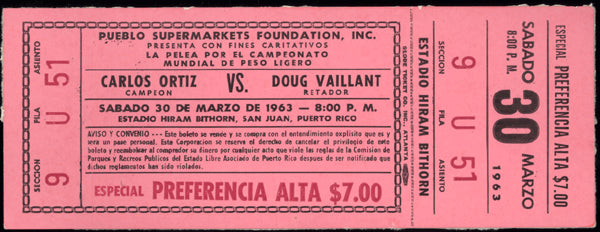 SECCION 9 FILA U ASIENTO 51
PUEBLO SUPERMARKETS FOUNDATION, INC.
PRESENTA CON FINES CARITATIVOS
LA PELEA POR EL CAMPEONATO
MUNDIAL DE PESO LIGERO
CARLOS ORTIZ VS. DOUG VAILLANT
CAMPEON RETADOR
SABADO 30 DE MARZO DE 1963 — 8:00 P. M.
ESTADIO HIRAM BITHORN, SAN JUAN, PUERTO RICO
AVISO Y CONVENIO --- Este boleto se vende y se compra con el entendimiento explícito que es y
será un pase personal. Esta Corporacion se reserva el derecho de cancelar el privilegio de este
boleto y reembolsar al comprador su dinero por cualquier acto que viole las reglas de la Comision de
Parques y Recreos Publicos del Estado Libre Asociado de Puerto Rico despues de ser notificado que
dichos reglamentos han sido violados.
ESPECIAL PREFERENCIA ALTA $7.00
GLOBE TICKET CO. INC., ATLANTA
ESTADIO HIRAM BITHORN
SECCION 9
FILA U
ASIENTO 51
SABADO
8:00 P. M.
30
MARZO
1963
ESPECIAL PREFERENCIA ALTA $7.00